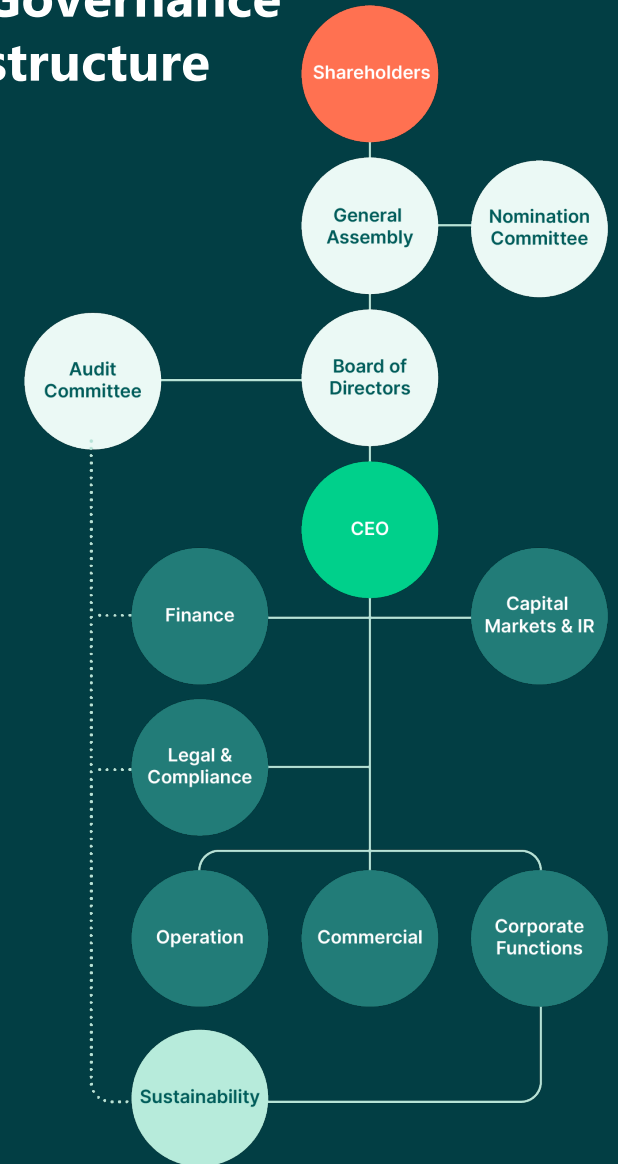 Governance
structure
Shareholders
General
Assembly
Nomination
Committee
Audit
Committee
Board of
Directors
CEO
Finance
Capital
Markets & IR
Legal &
Compliance
Operation
Commercial
Corporate
Functions
Sustainability